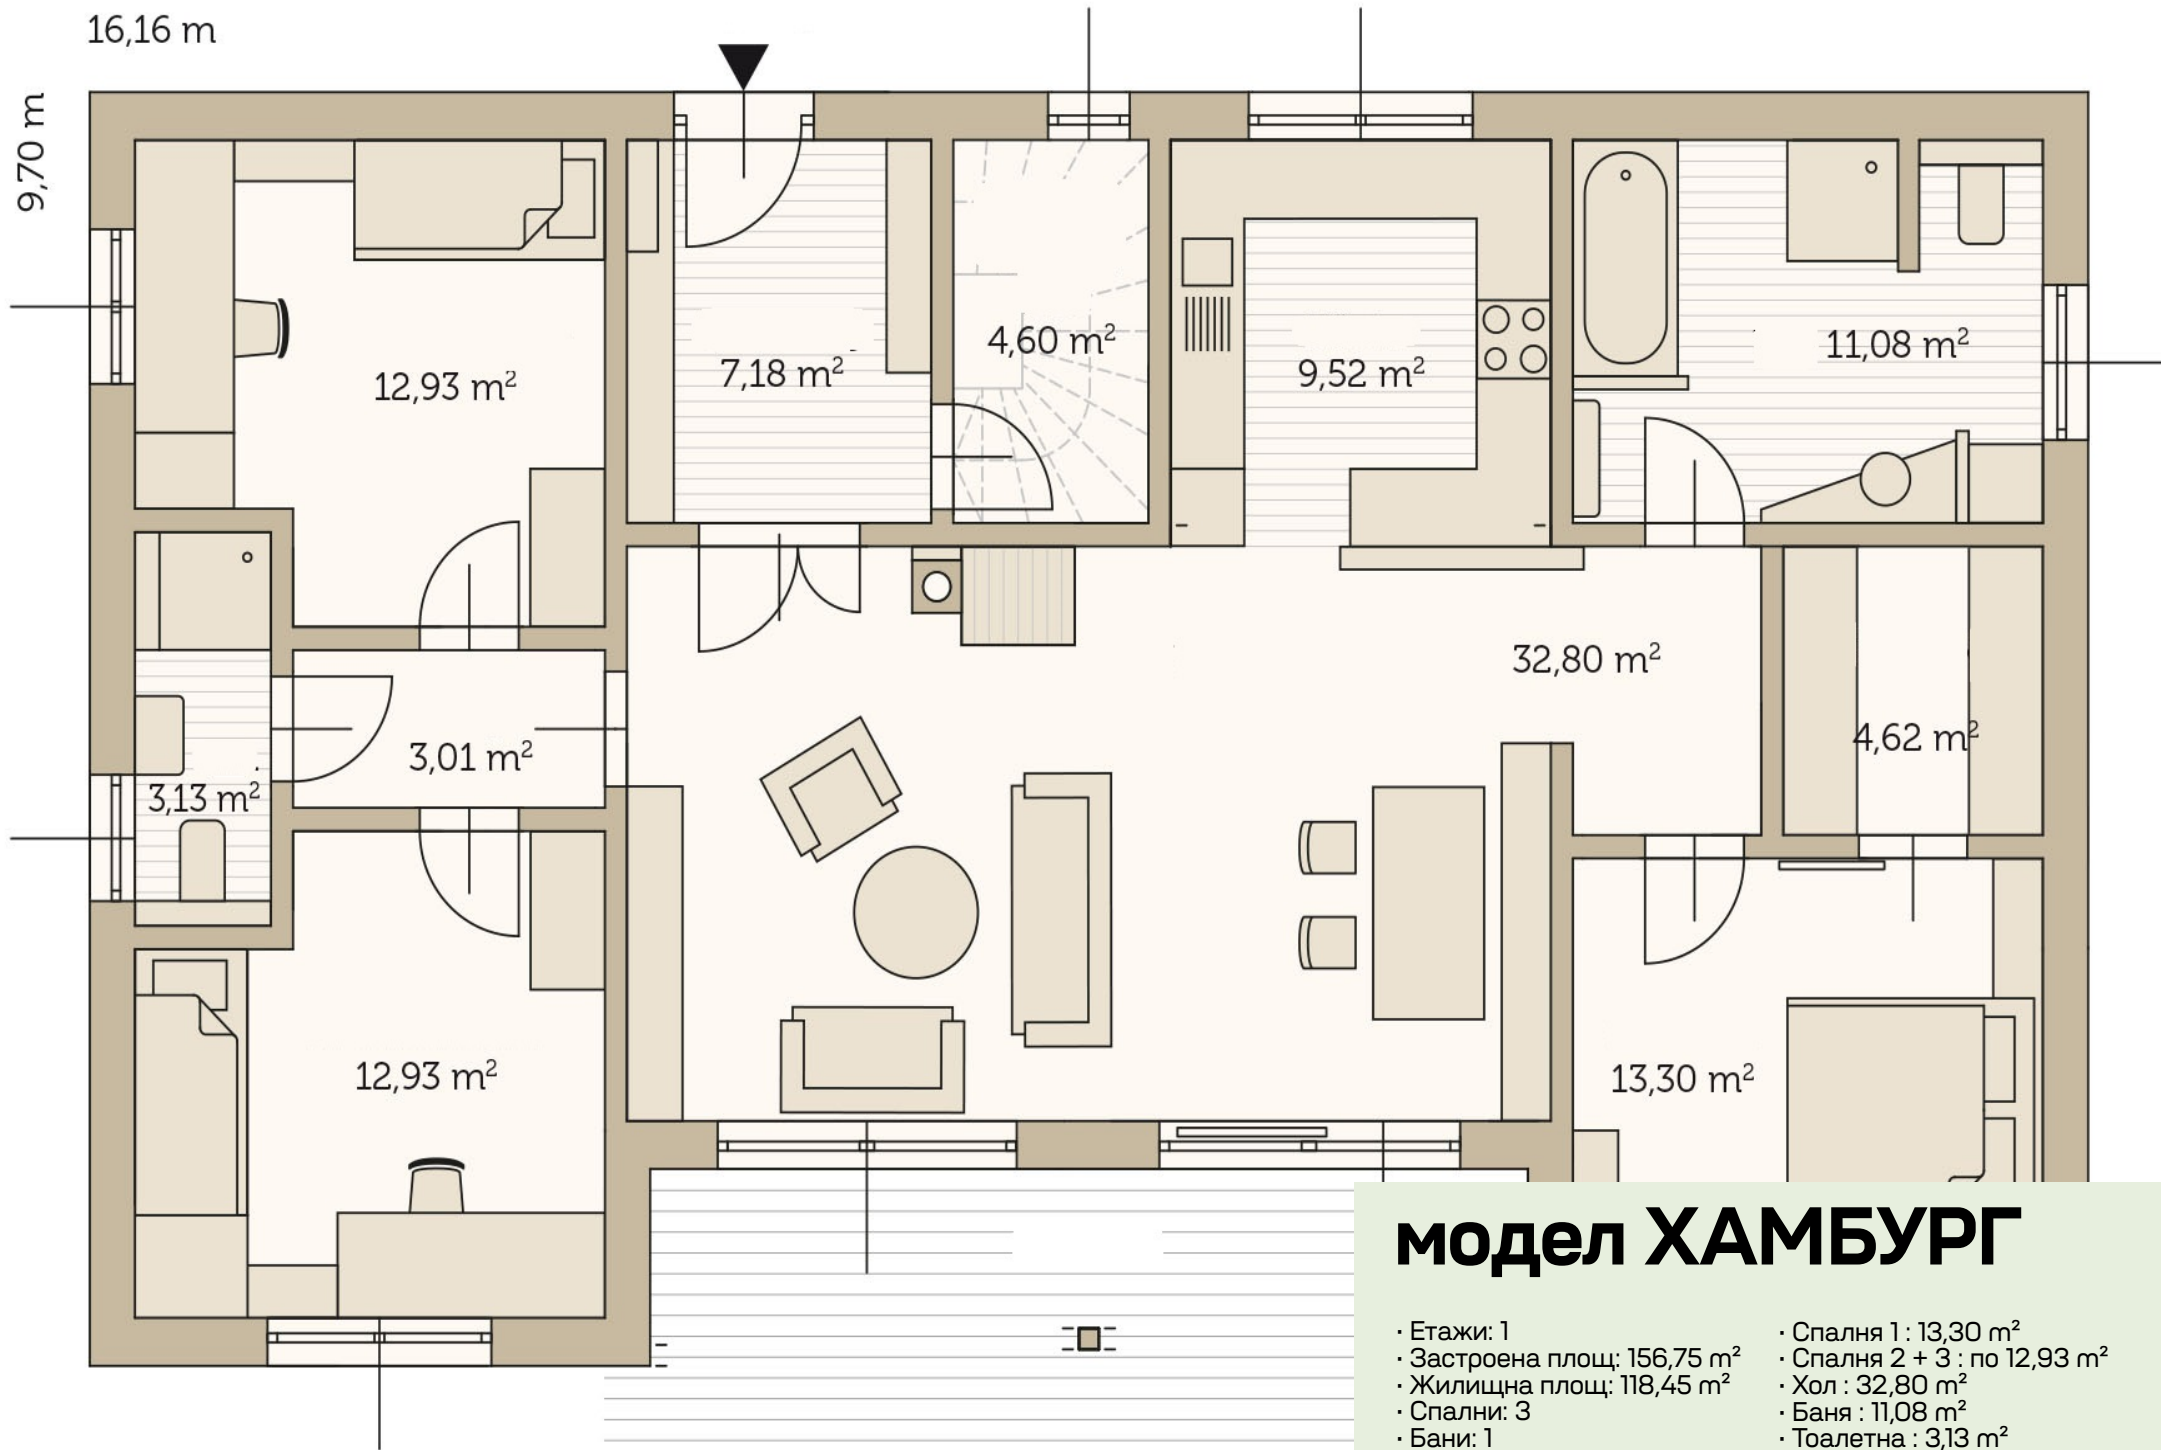 16,16 m
9,70 m
12,93 m²
7,18 m²
4,60 m²
9,52 m²
11,08 m²
32,80 m²
4,62 m²
3,01 m²
3,13 m²
12,93 m²
13,30 m²
модел ХАМБУРГ
· Етажи: 1
· Застроена площ: 156,75 m²
· Жилищна площ: 118,45 m²
· Спални: 3
· Бани: 1
· Спалня 1 : 13,30 m²
· Спалня 2 + 3 : по 12,93 m²
· Хол : 32,80 m²
· Баня : 11,08 m²
· Тоалетна : 3,13 m²